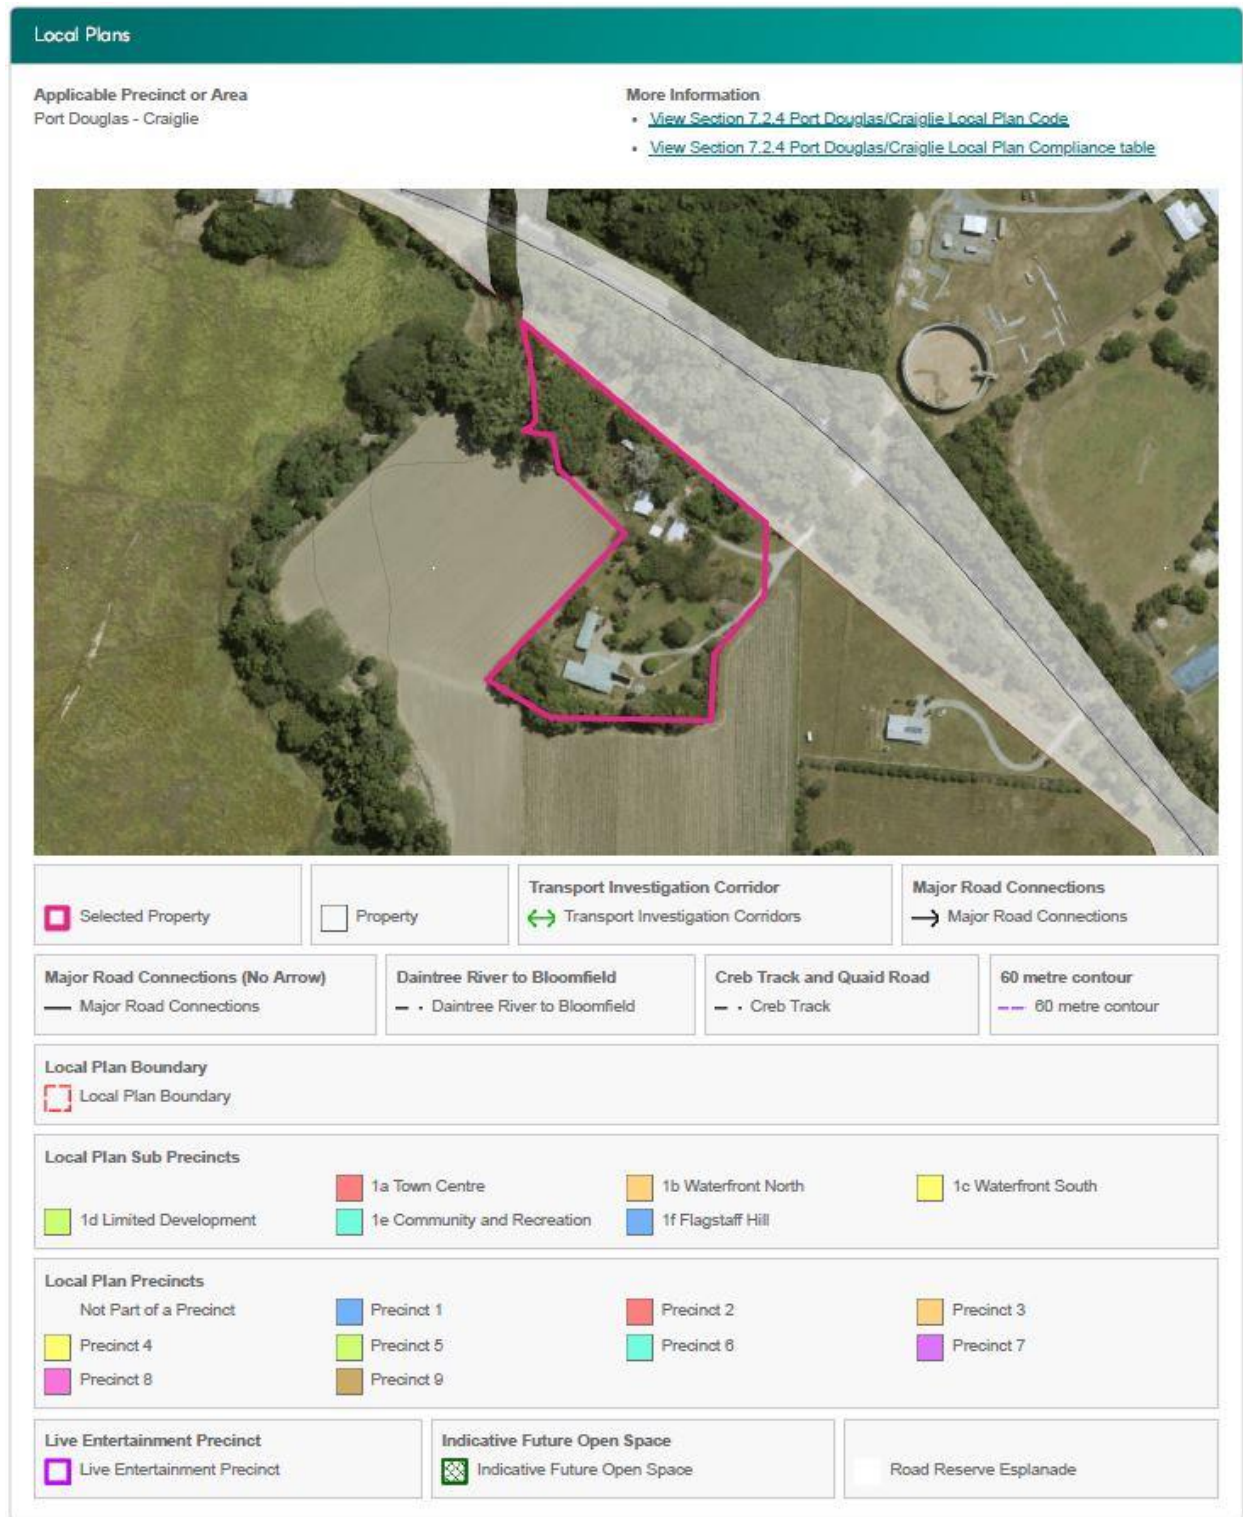 Local Plans
Applicable Precinct or Area
Port Douglas - Craiglie
More Information
• View Section 7.2.4 Port Douglas/Craiglie Local Plan Code
• View Section 7.2.4 Port Douglas/Craiglie Local Plan Compliance table
Selected Property
Property
Transport Investigation Corridor
Transport Investigation Corridors
Major Road Connections
Major Road Connections
Major Road Connections (No Arrow)
Major Road Connections
Daintree River to Bloomfield
Daintree River to Bloomfield
Creb Track and Quaid Road
Creb Track
60 metre contour
60 metre contour
Local Plan Boundary
Local Plan Boundary
Local Plan Sub Precincts
1a Town Centre
1b Waterfront North
1c Waterfront South
1d Limited Development
1e Community and Recreation
1f Flagstaff Hill
Local Plan Precincts
Not Part of a Precinct
Precinct 1
Precinct 2
Precinct 3
Precinct 4
Precinct 5
Precinct 6
Precinct 7
Precinct 8
Precinct 9
Live Entertainment Precinct
Live Entertainment Precinct
Indicative Future Open Space
Indicative Future Open Space
Road Reserve Esplanade